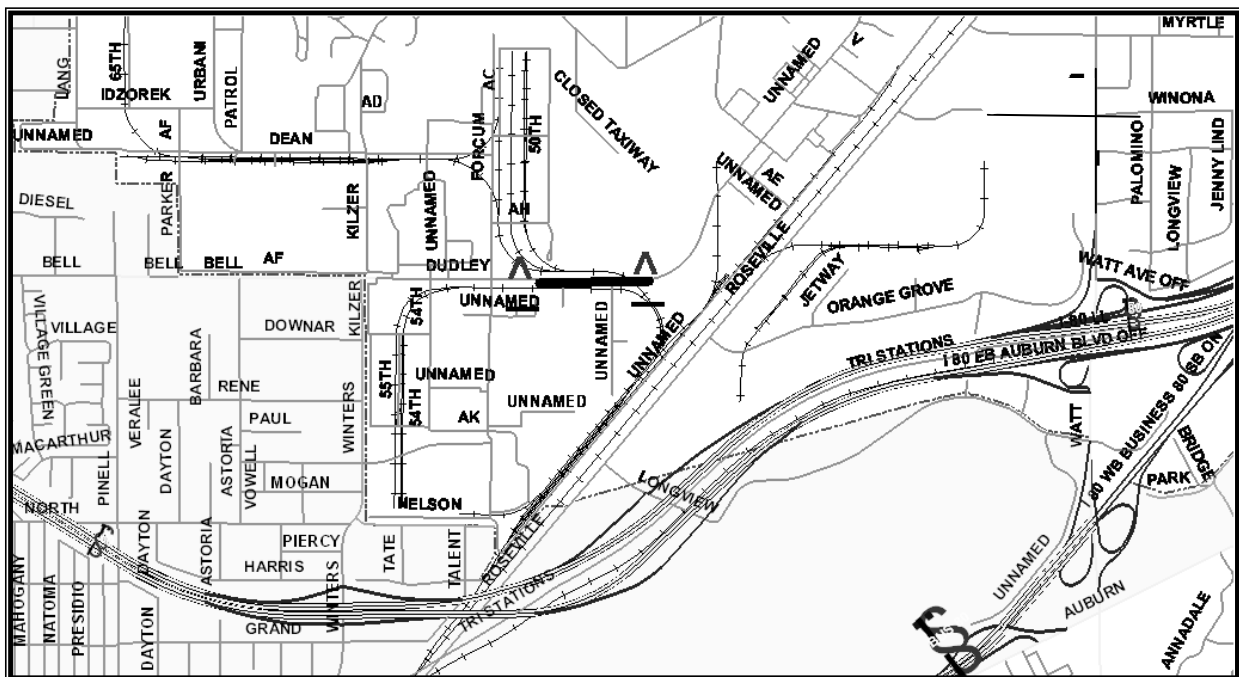 MYRTLE
LANG
65TH
URBANI
PATROL
IDZOREK
AD
AC
CLOSED TAXIWAY
UNNAMED
V
WINONA
UNNAMED
AF
DEAN
FORCUM
50TH
UNNAMED
AE
PALOMINO
LONGVIEW
JENNY LIND
DIESEL
PARKER
KILZER
UNNAMED
AH
ROSEVILLE
BELL
BELL
BELL
AF
DUDLEY
JETWAY
WATT AVE OFF
ORANGE GROVE
VILLAGE GREEN
VILLAGE
DOWNAR
KILZER
54TH
UNNAMED
UNNAMED
UNNAMED
TRI STATIONS
I 80 EB AUBURN BLVD OFF
VERALEE
BARBARA
RENE
55TH
54TH
UNNAMED
UNNAMED
PAUL
WINTERS
AK
WATT
I 80 WB BUSINESS 80 SB ON
BRIDGE
MACARTHUR
PINELL
DAYTON
ASTORIA
VOWELL
MOGAN
NELSON
LONGVIEW
PARK
NORTH
DAYTON
ASTORIA
PIERCY
HARRIS
WINTERS
TATE
TALENT
ROSEVILLE
TRI STATIONS
UNNAMED
AUBURN
MAHOGANY
NATOMA
PRESIDIO
DAYTON
GRAND
ANNADALE